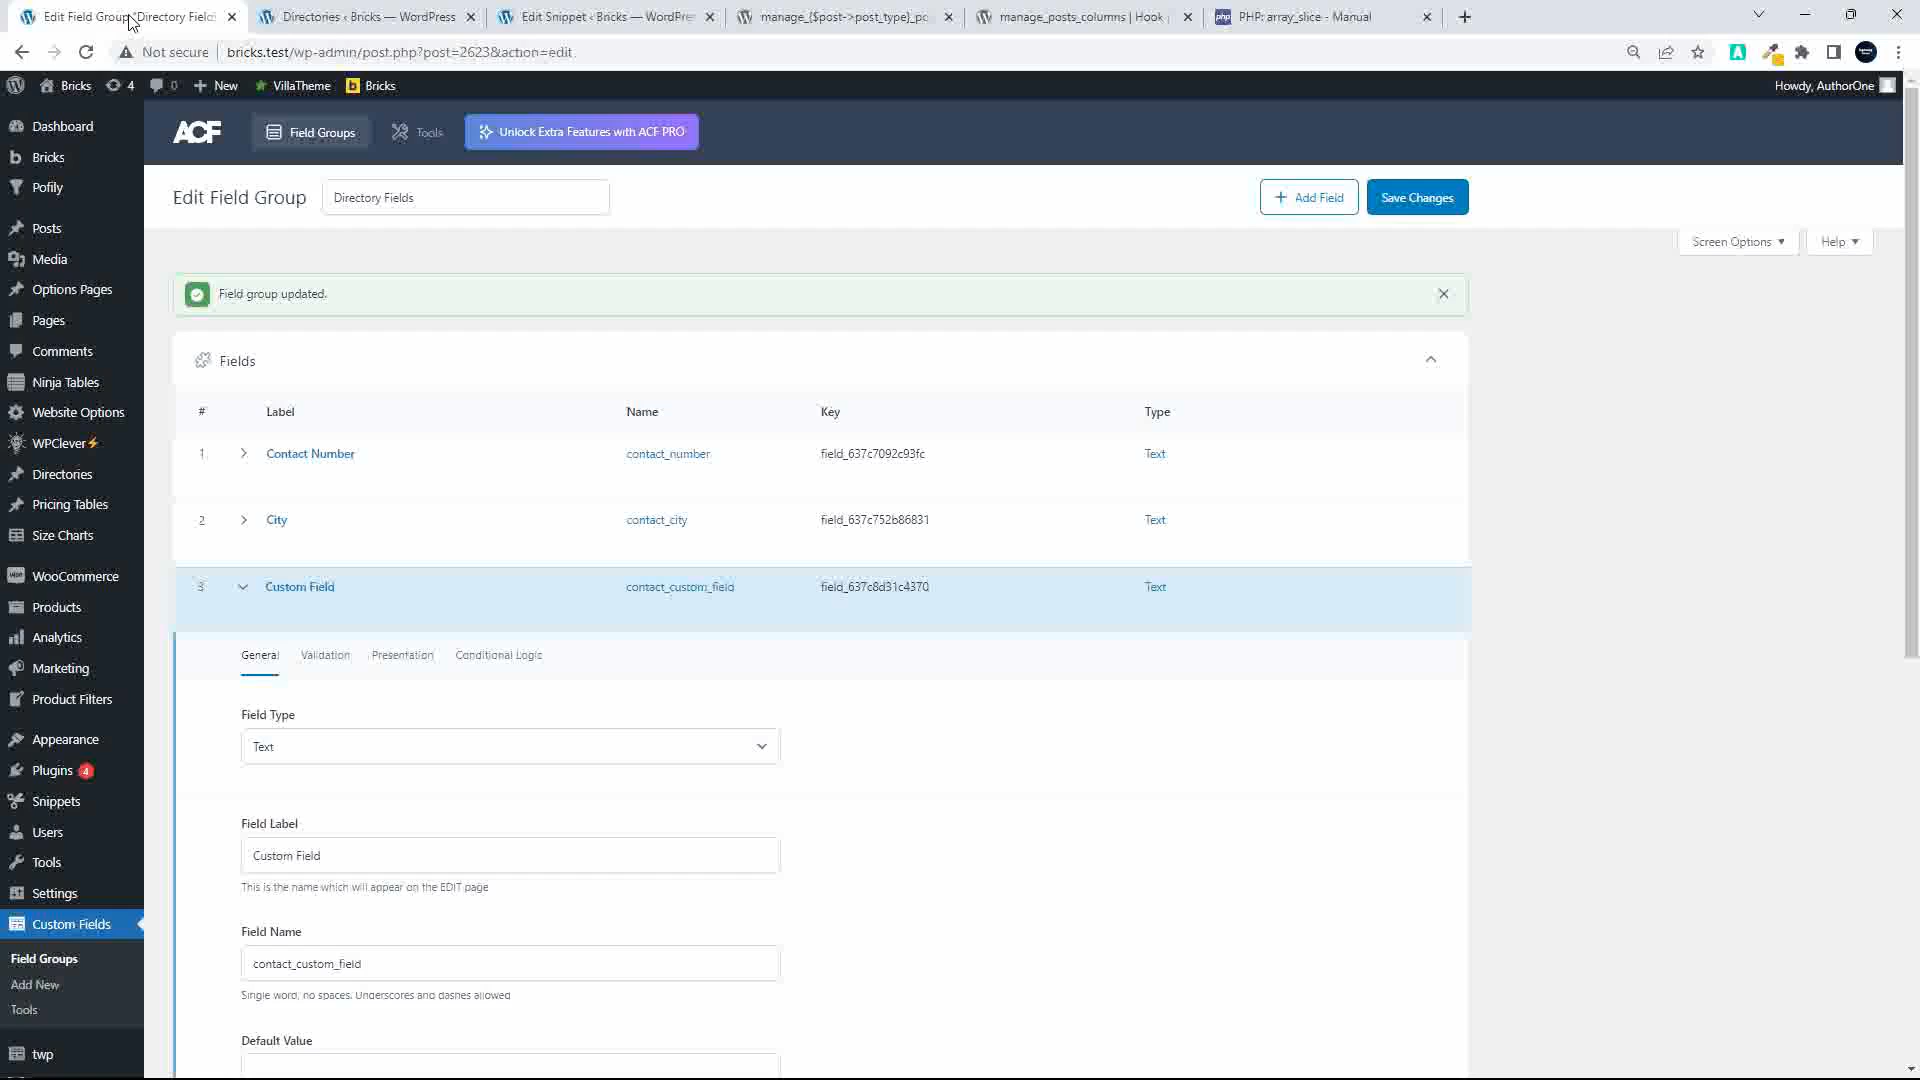 Edit Field Group "Directory Fields
Directories ‹ Bricks — WordPress
Edit Snippet ‹ Bricks — WordPre
manage_{$post->post_type}_po
manage_posts_columns | Hook
php
PHP: array_slice - Manual
Not secure
bricks.test/wp-admin/post.php?post=2623&action=edit
Bricks
4
0
New
VillaTheme
b
Bricks
Howdy, AuthorOne
ACF
Field Groups
Tools
Unlock Extra Features with ACF PRO
Edit Field Group
Directory Fields
Add Field
Save Changes
Screen Options
Help
Field group updated.
Fields
#
Label
Name
Key
Type
1
Contact Number
contact_number
field_637c7092c93fc
Text
2
City
contact_city
field_637c752b86831
Text
3
Custom Field
contact_custom_field
field_637c8d31c4370
Text
General
Validation
Presentation
Conditional Logic
Field Type
Text
Field Label
Custom Field
This is the name which will appear on the EDIT page
Field Name
contact_custom_field
Single word, no spaces. Underscores and dashes allowed
Default Value
Dashboard
b
Bricks
Pofily
Posts
Media
Options Pages
Pages
Comments
Ninja Tables
Website Options
WPClever⚡
Directories
Pricing Tables
Size Charts
WooCommerce
Products
Analytics
Marketing
Product Filters
Appearance
Plugins 4
Snippets
Users
Tools
Settings
Custom Fields
Field Groups
Add New
Tools
twp